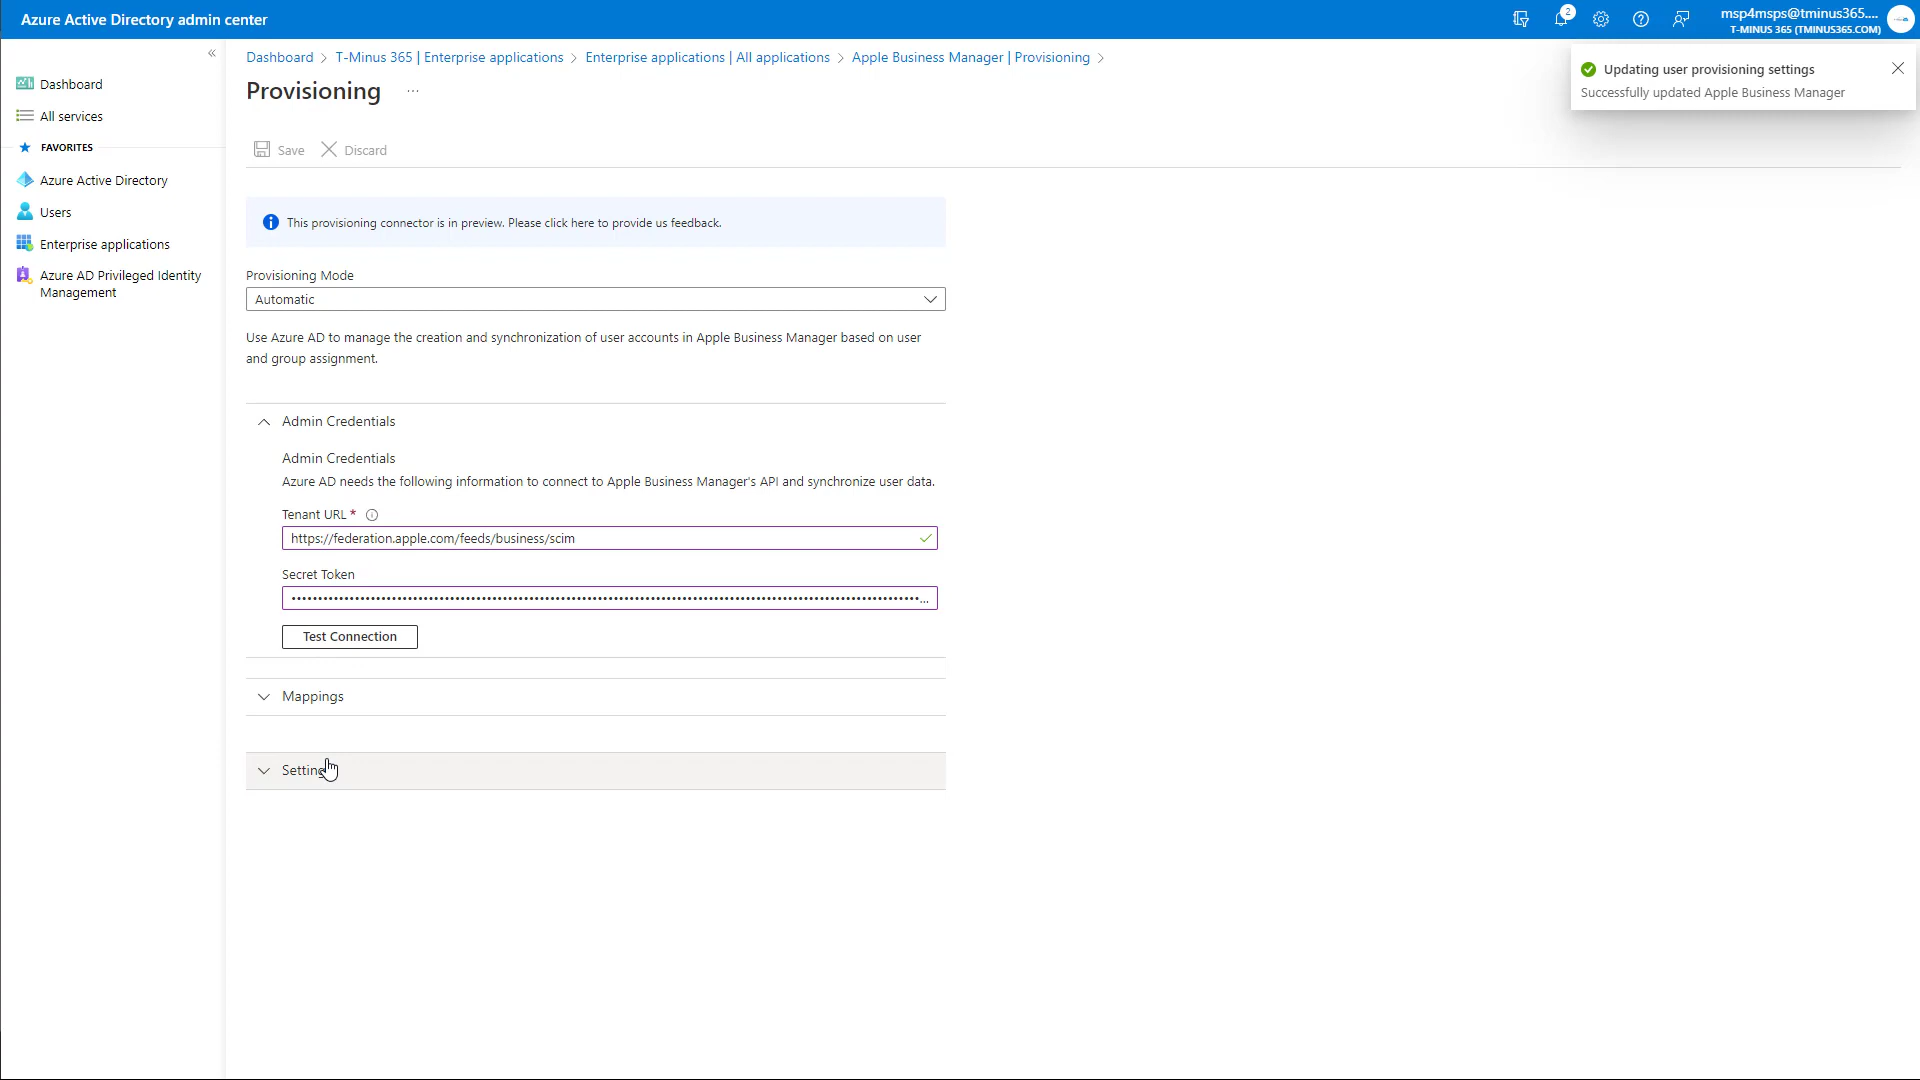 Azure Active Directory admin center
2
msp4msps@tminus365....
T-MINUS 365 (TMINUS365.COM)
Dashboard
All services
FAVORITES
Azure Active Directory
Users
Enterprise applications
Azure AD Privileged Identity
Management
Dashboard > T-Minus 365 | Enterprise applications > Enterprise applications | All applications > Apple Business Manager | Provisioning >
Provisioning ...
Updating user provisioning settings
Successfully updated Apple Business Manager
Save Discard
This provisioning connector is in preview. Please click here to provide us feedback.
Provisioning Mode
Automatic
Use Azure AD to manage the creation and synchronization of user accounts in Apple Business Manager based on user
and group assignment.
Admin Credentials
Admin Credentials
Azure AD needs the following information to connect to Apple Business Manager's API and synchronize user data.
Tenant URL *
https://federation.apple.com/feeds/business/scim
Secret Token
Test Connection
Mappings